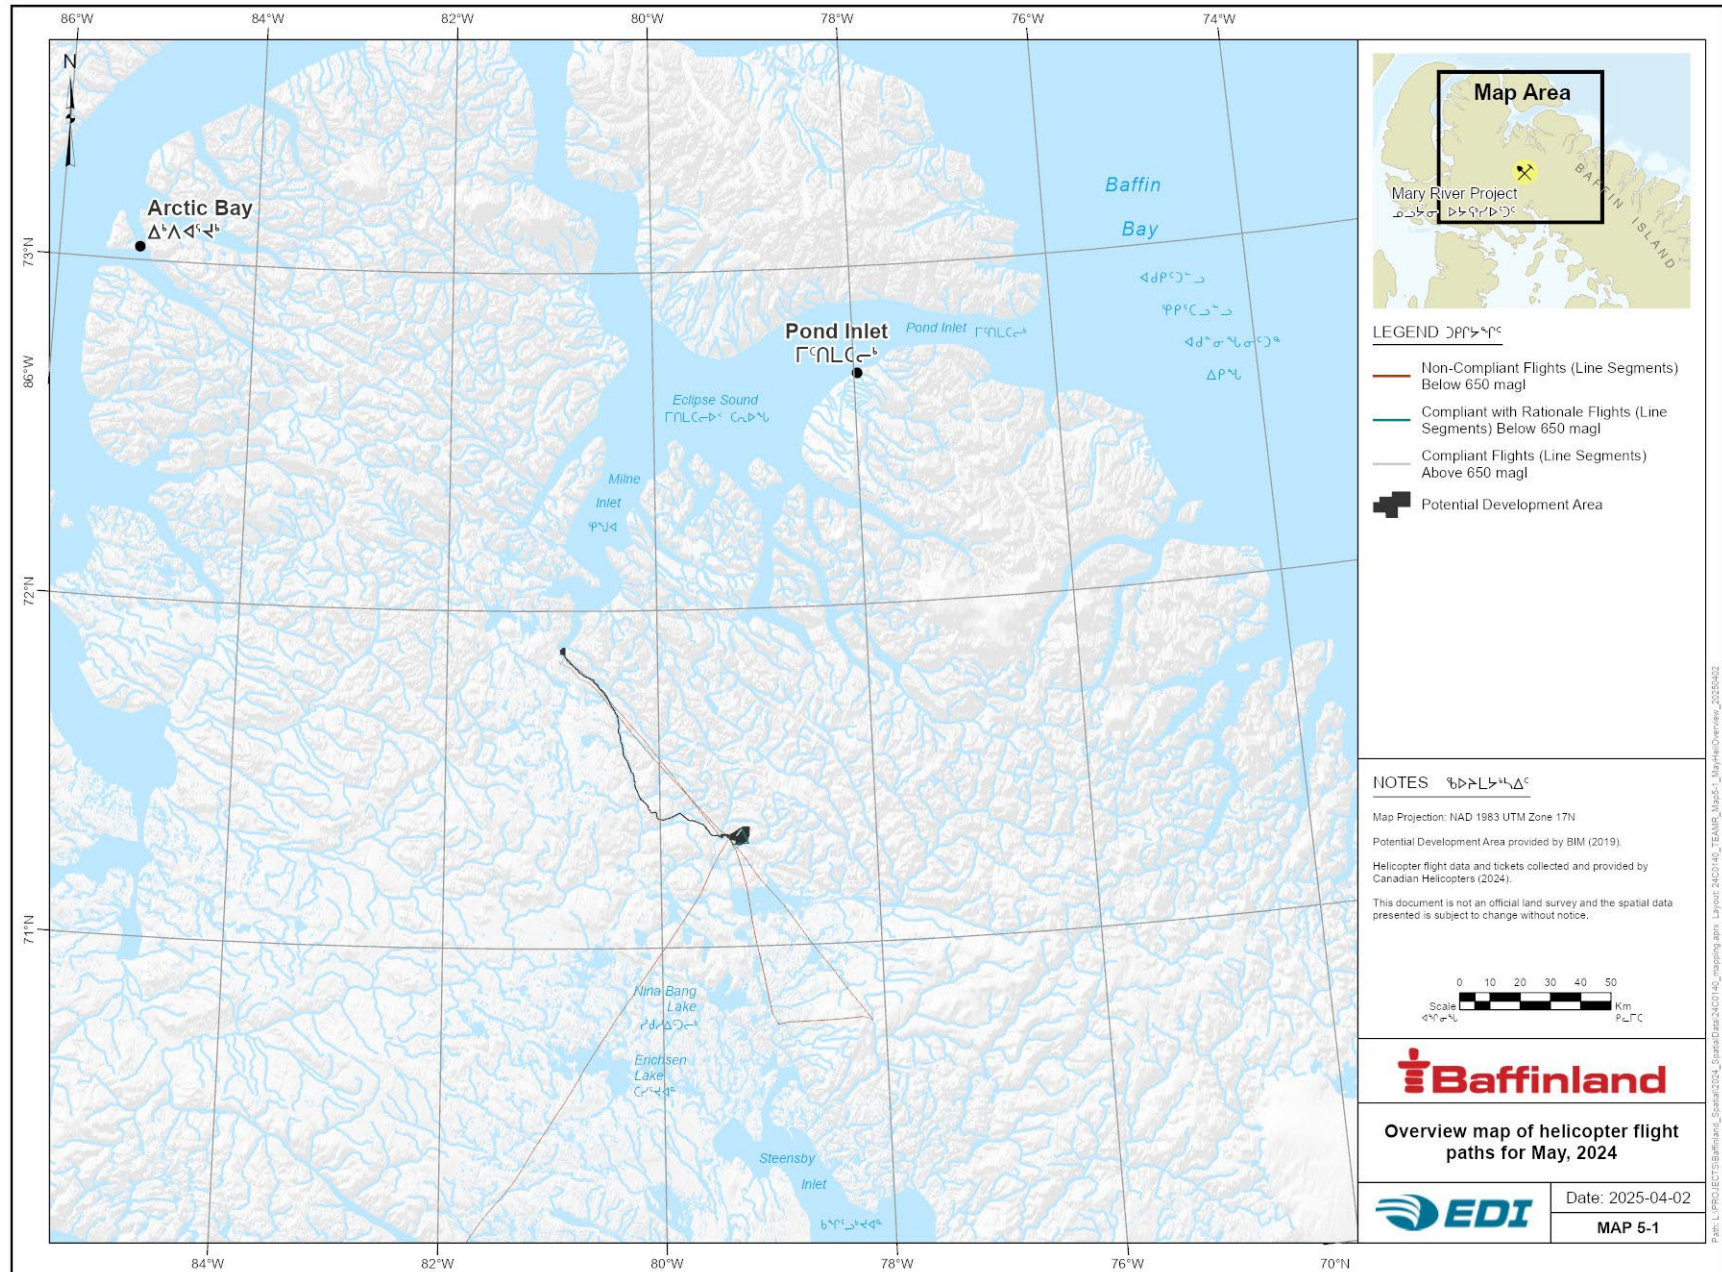 86°W
84°W
82°W
80°W
78°W
76°W
74°W
N
Arctic Bay
ᐃᒃᐱᐊᕐᔪᒃ
73°N
Baffin
Bay
Pond Inlet
ᒥᑦᑎᒪᑕᓕᒃ
Pond Inlet ᒥᑦᑎᒪᑕᓕᒃ
86°W
Eclipse Sound
Milne
Inlet
72°N
71°N
Nina Bang
Lake
Erichsen
Lake
Steensby
Inlet
84°W
82°W
80°W
78°W
76°W
70°N
Map Area
Mary River Project
BAFFIN ISLAND
LEGEND
Non-Compliant Flights (Line Segments)
Below 650 magl
Compliant with Rationale Flights (Line
Segments) Below 650 magl
Compliant Flights (Line Segments)
Above 650 magl
Potential Development Area
NOTES
Map Projection: NAD 1983 UTM Zone 17N
Potential Development Area provided by BIM (2019).
Helicopter flight data and tickets collected and provided by
Canadian Helicopters (2024).
This document is not an official land survey and the spatial data
presented is subject to change without notice.
0 10 20 30 40 50
Scale
Km
Baffinland
Overview map of helicopter flight
paths for May, 2024
EDI
Date: 2025-04-02
MAP 5-1